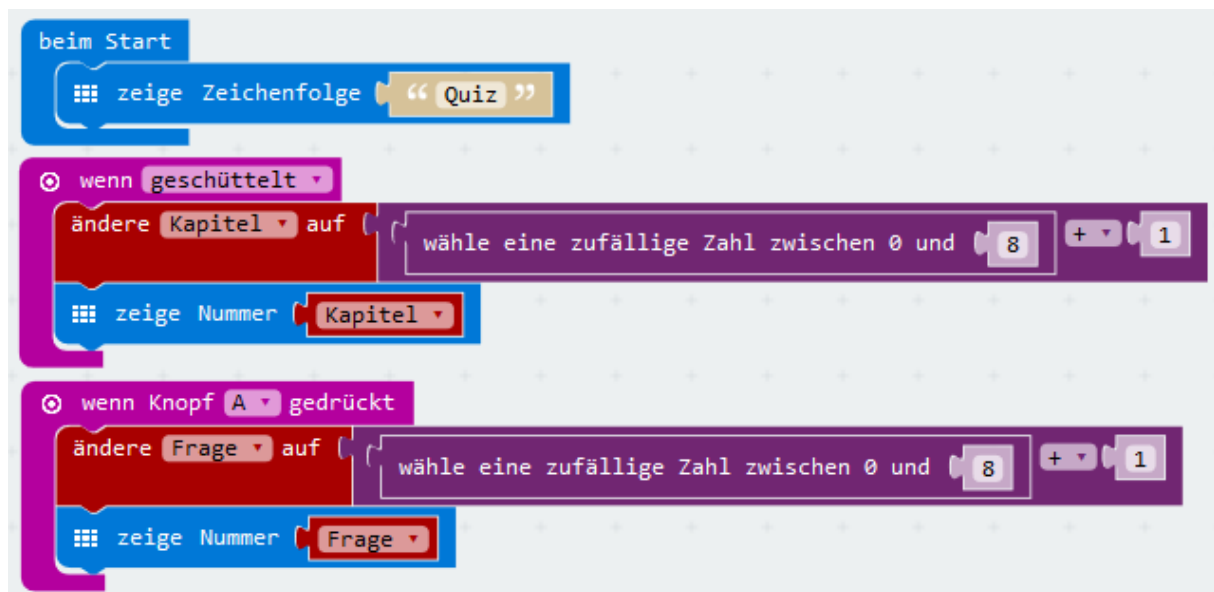 beim Start
zeige Zeichenfolge “ Quiz ”
wenn geschüttelt
ändere Kapitel auf wähle eine zufällige Zahl zwischen 0 und 8 + 1
zeige Nummer Kapitel
wenn Knopf A gedrückt
ändere Frage auf wähle eine zufällige Zahl zwischen 0 und 8 + 1
zeige Nummer Frage